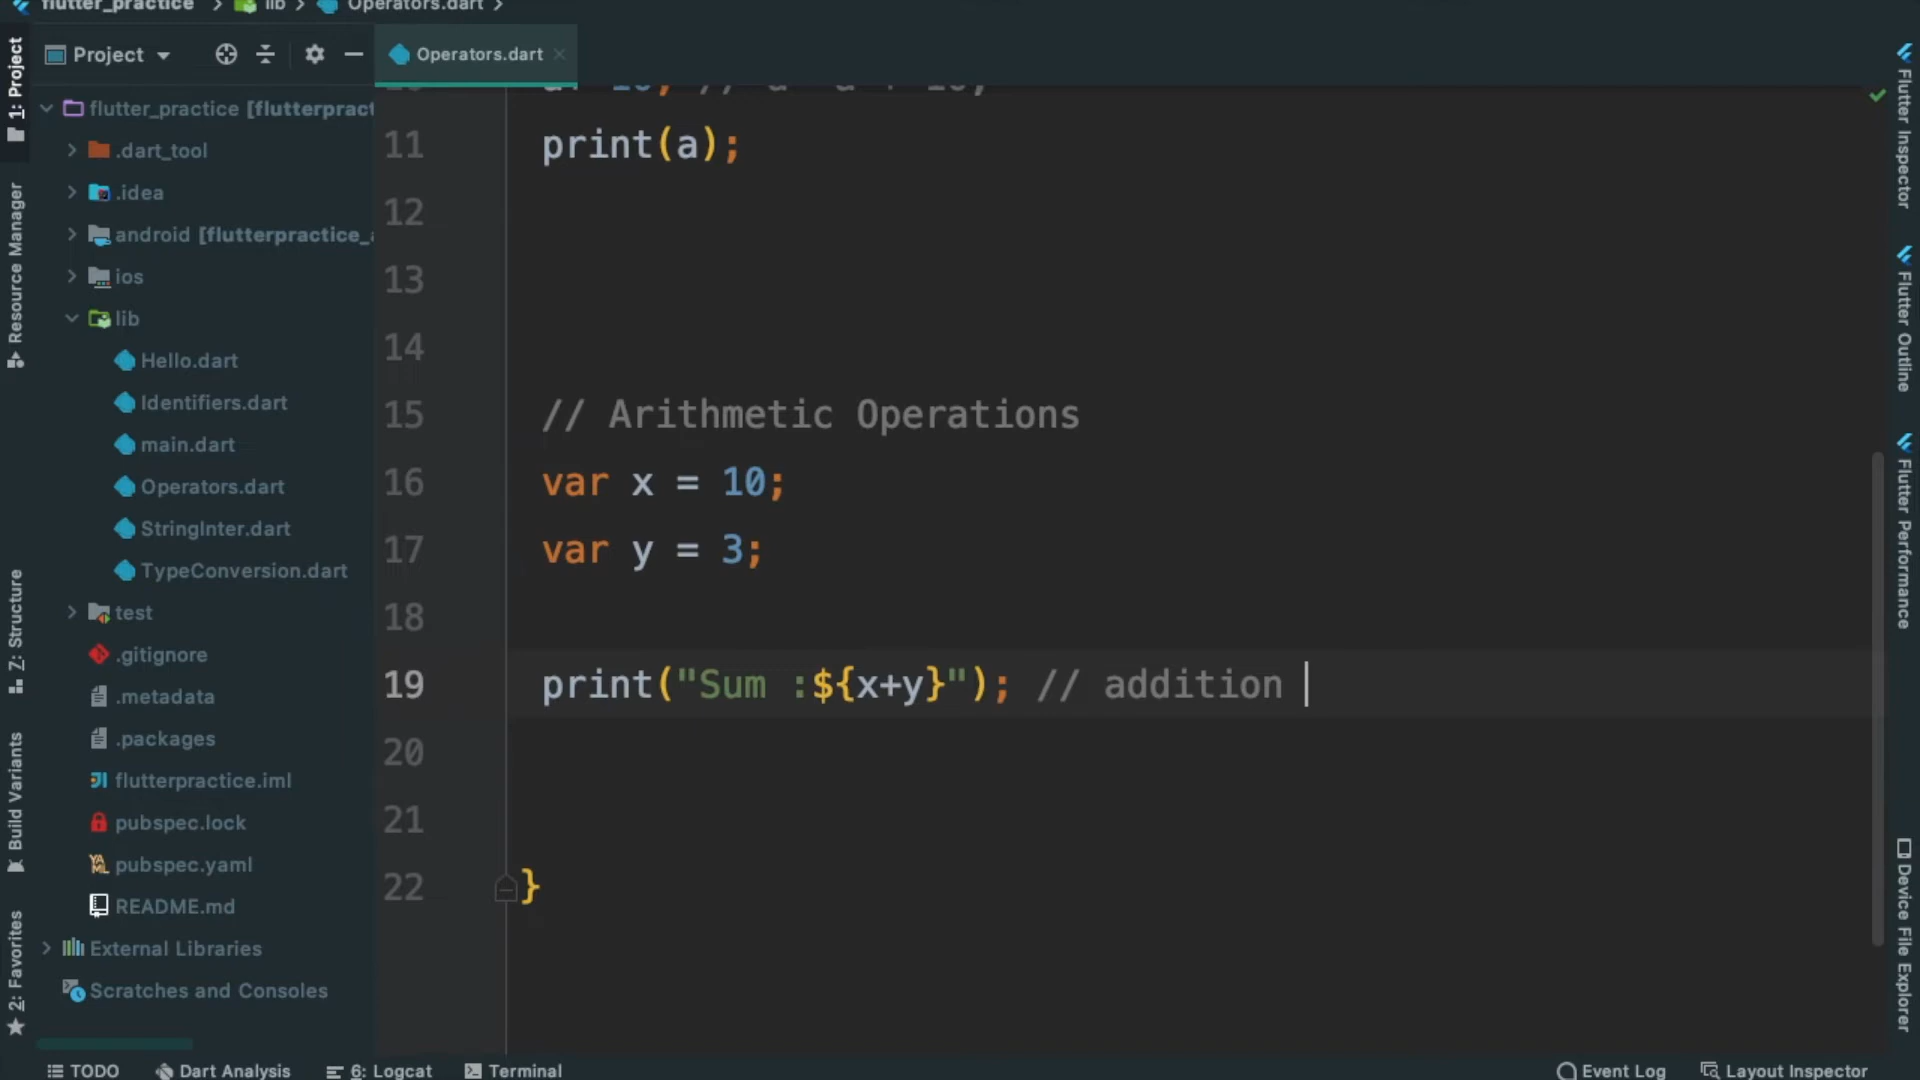 flutter_practice > lib > Operators.dart >
Project
Operators.dart
1: Project
Resource Manager
Z: Structure
Build Variants
2: Favorites
flutter_practice [flutterpract
.dart_tool
.idea
android [flutterpractice_a
ios
lib
Hello.dart
Identifiers.dart
main.dart
Operators.dart
StringInter.dart
TypeConversion.dart
test
.gitignore
.metadata
.packages
flutterpractice.iml
pubspec.lock
pubspec.yaml
README.md
External Libraries
Scratches and Consoles
11 print(a);
12
13
14
15 // Arithmetic Operations
16 var x = 10;
17 var y = 3;
18
19 print("Sum :${x+y}"); // addition
20
21
22 }
Flutter Inspector
Flutter Outline
Flutter Performance
Device File Explorer
TODO
Dart Analysis
6: Logcat
Terminal
Event Log
Layout Inspector